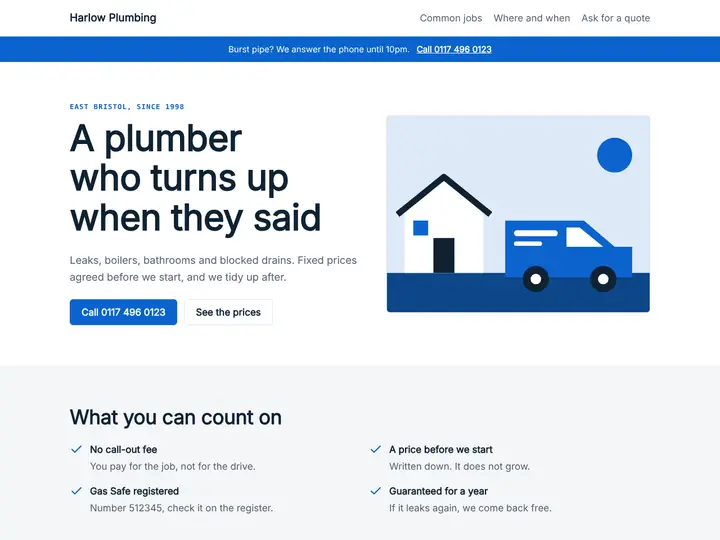 Harlow Plumbing
Common jobs Where and when Ask for a quote
Burst pipe? We answer the phone until 10pm. Call 0117 496 0123
EAST BRISTOL, SINCE 1998
A plumber
who turns up
when they said
Leaks, boilers, bathrooms and blocked drains. Fixed prices
agreed before we start, and we tidy up after.
Call 0117 496 0123
See the prices
What you can count on
No call-out fee
You pay for the job, not for the drive.
A price before we start
Written down. It does not grow.
Gas Safe registered
Number 512345, check it on the register.
Guaranteed for a year
If it leaks again, we come back free.